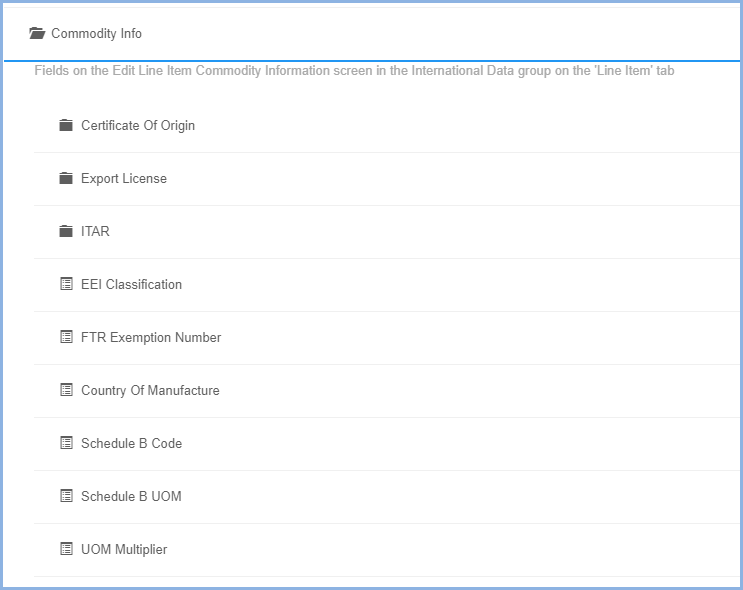 Commodity Info
Fields on the Edit Line Item Commodity Information screen in the International Data group on the 'Line Item' tab
Certificate Of Origin
Export License
ITAR
EEI Classification
FTR Exemption Number
Country Of Manufacture
Schedule B Code
Schedule B UOM
UOM Multiplier